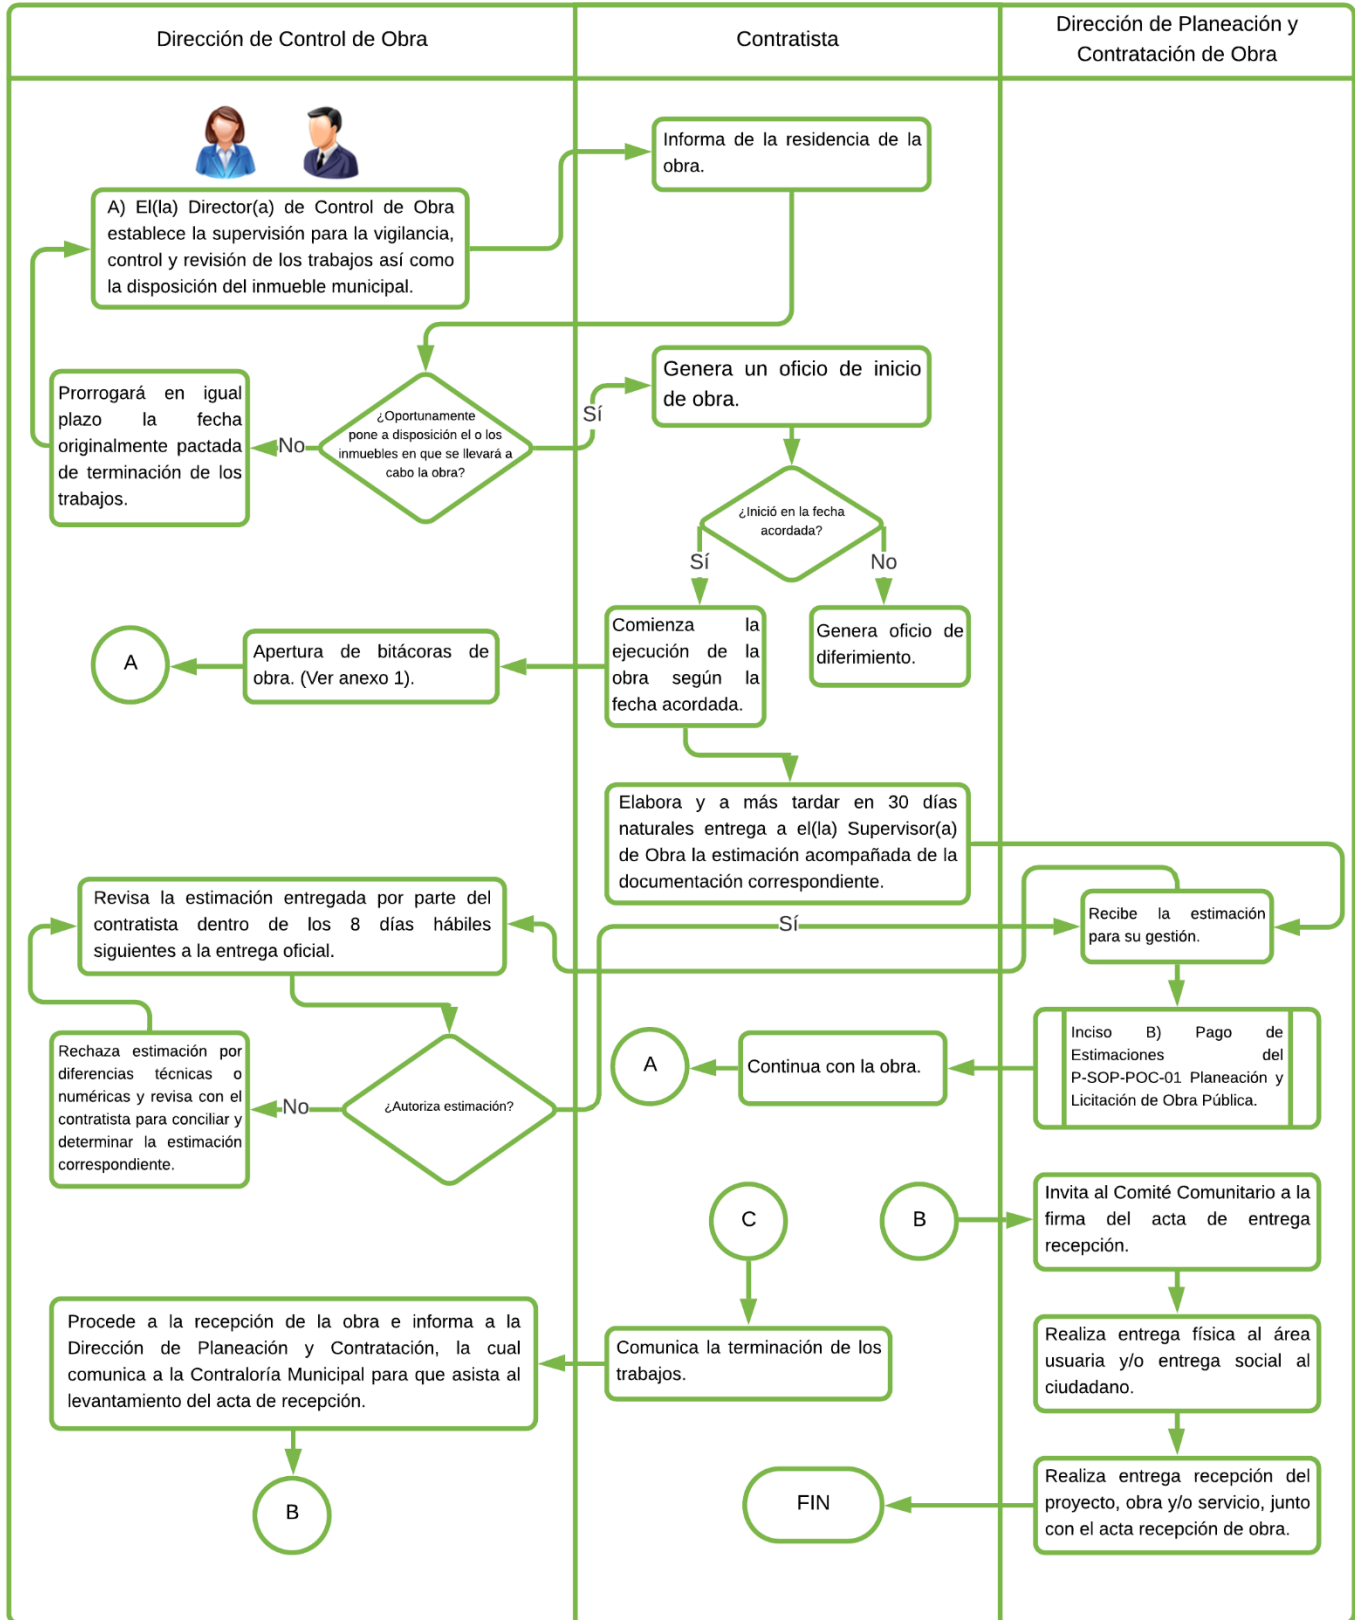 Dirección de Control de Obra
Contratista
Dirección de Planeación y
Contratación de Obra
Informa de la residencia de la
obra.
A) El(la) Director(a) de Control de Obra
establece la supervisión para la vigilancia,
control y revisión de los trabajos así como
la disposición del inmueble municipal.
Prorrogará en igual
plazo la fecha
originalmente pactada
de terminación de los
trabajos.
No
¿Oportunamente
pone a disposición el o los
inmuebles en que se llevará a
cabo la obra?
Sí
Genera un oficio de inicio
de obra.
¿Inició en la fecha
acordada?
Sí
No
A
Apertura de bitácoras de
obra. (Ver anexo 1).
Comienza la
ejecución de la
obra según la
fecha acordada.
Genera oficio de
diferimiento.
Elabora y a más tardar en 30 días
naturales entrega a el(la) Supervisor(a)
de Obra la estimación acompañada de la
documentación correspondiente.
Revisa la estimación entregada por parte del
contratista dentro de los 8 días hábiles
siguientes a la entrega oficial.
Sí
Recibe la estimación
para su gestión.
Rechaza estimación por
diferencias técnicas o
numéricas y revisa con el
contratista para conciliar y
determinar la estimación
correspondiente.
No
¿Autoriza estimación?
A
Continua con la obra.
Inciso B) Pago de
Estimaciones del
P-SOP-POC-01 Planeación y
Licitación de Obra Pública.
C
B
Invita al Comité Comunitario a la
firma del acta de entrega
recepción.
Procede a la recepción de la obra e informa a la
Dirección de Planeación y Contratación, la cual
comunica a la Contraloría Municipal para que asista al
levantamiento del acta de recepción.
Comunica la terminación de los
trabajos.
Realiza entrega física al área
usuaria y/o entrega social al
ciudadano.
B
FIN
Realiza entrega recepción del
proyecto, obra y/o servicio, junto
con el acta recepción de obra.